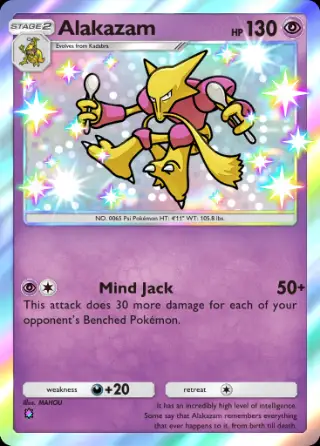 STAGE 2 Alakazam HP 130
Evolves from Kadabra.
NO. 0065 Psi Pokémon HT: 4'11" WT: 105.8 lbs.
Mind Jack 50+
This attack does 30 more damage for each of your
opponent's Benched Pokémon.
weakness +20 retreat
Illus. MAHOU
It has an incredibly high level of intelligence.
Some say that Alakazam remembers everything
that ever happens to it, from birth till death.